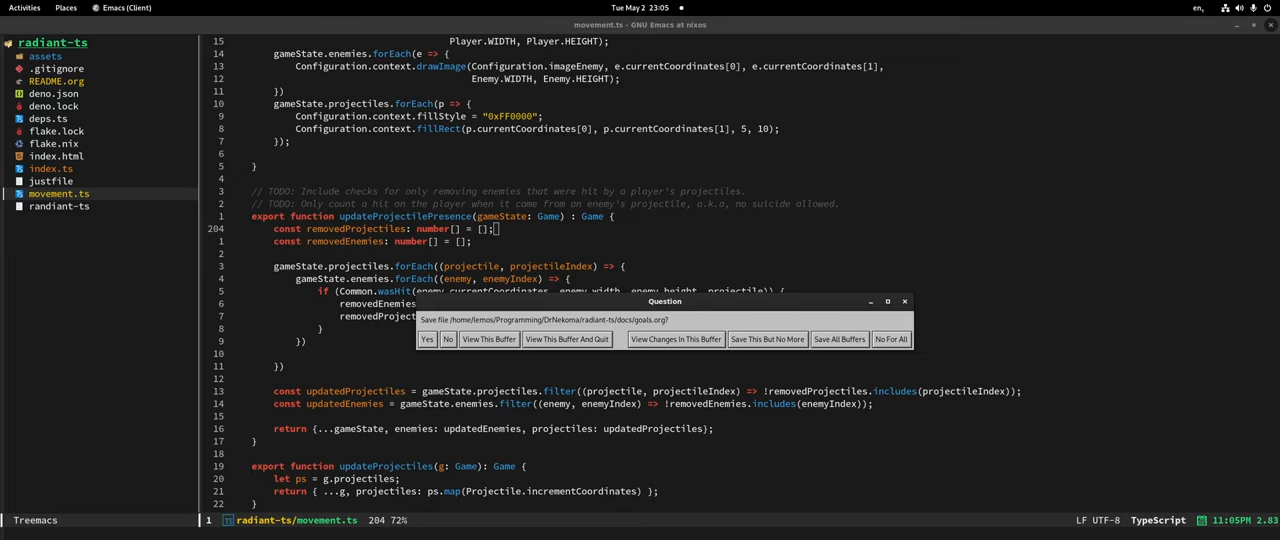 Activities Places Emacs (Client) Tue May 2 23:05 en,
movement.ts - GNU Emacs at nixos
radiant-ts
assets
.gitignore
README.org
deno.json
deno.lock
deps.ts
flake.lock
flake.nix
index.html
index.ts
justfile
movement.ts
randiant-ts
15 Player.WIDTH, Player.HEIGHT);
14 gameState.enemies.forEach(e => {
13 Configuration.context.drawImage(Configuration.imageEnemy, e.currentCoordinates[0], e.currentCoordinates[1],
12 Enemy.WIDTH, Enemy.HEIGHT);
11 })
10 gameState.projectiles.forEach(p => {
9 Configuration.context.fillStyle = "0xFF0000";
8 Configuration.context.fillRect(p.currentCoordinates[0], p.currentCoordinates[1], 5, 10);
7 });
6
5 }
4
3 // TODO: Include checks for only removing enemies that were hit by a player's projectiles.
2 // TODO: Only count a hit on the player when it came from an enemy's projectile, a.k.a, no suicide allowed.
1 export function updateProjectilePresence(gameState: Game) : Game {
204 const removedProjectiles: number[] = [];
1 const removedEnemies: number[] = [];
2
3 gameState.projectiles.forEach((projectile, projectileIndex) => {
4 gameState.enemies.forEach((enemy, enemyIndex) => {
5 if (Common.wasHit(enemy.currentCoordinates, enemy.width, enemy.height, projectile)) {
6 removedEnemies
7 removedProject
8 }
9 })
10
11 })
12
13 const updatedProjectiles = gameState.projectiles.filter((projectile, projectileIndex) => !removedProjectiles.includes(projectileIndex));
14 const updatedEnemies = gameState.enemies.filter((enemy, enemyIndex) => !removedEnemies.includes(enemyIndex));
15
16 return {...gameState, enemies: updatedEnemies, projectiles: updatedProjectiles};
17 }
18
19 export function updateProjectiles(g: Game): Game {
20 let ps = g.projectiles;
21 return { ...g, projectiles: ps.map(Projectile.incrementCoordinates) };
22 }
Question
Save file /home/lemos/Programming/DrNekoma/radiant-ts/docs/goals.org?
Yes No View This Buffer View This Buffer And Quit View Changes In This Buffer Save This But No More Save All Buffers No For All
Treemacs 1 radiant-ts/movement.ts 204 72% LF UTF-8 TypeScript 11:05PM 2.83